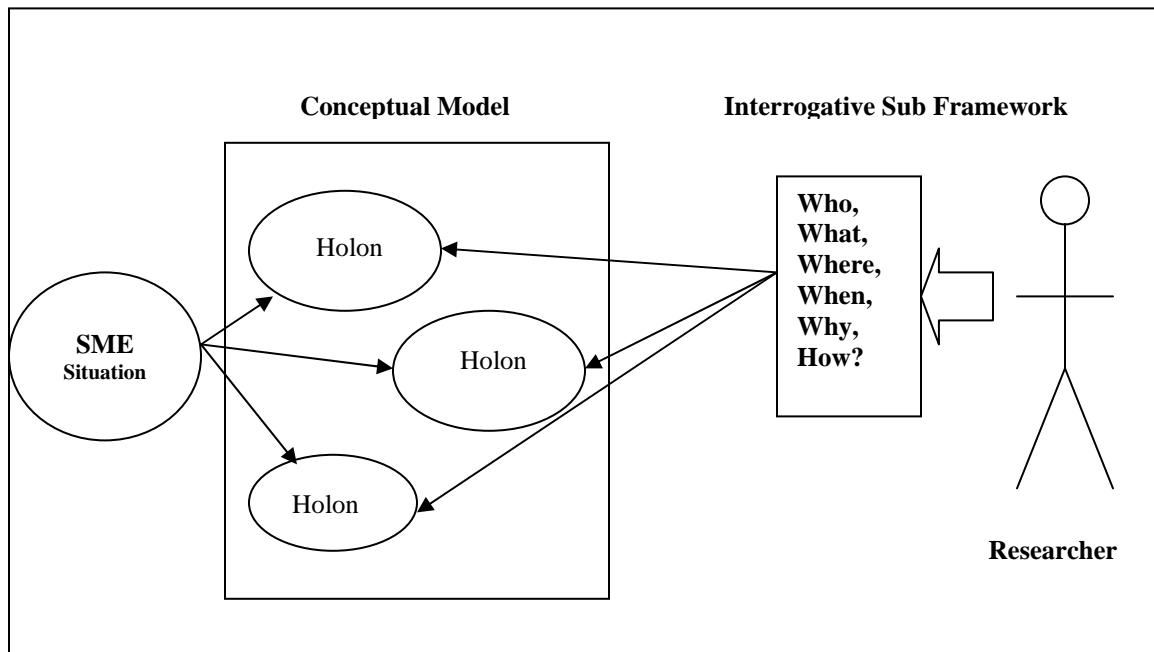 Conceptual Model
Interrogative Sub Framework
Holon
Holon
Holon
SME
Situation
Who,
What,
Where,
When,
Why,
How?
Researcher